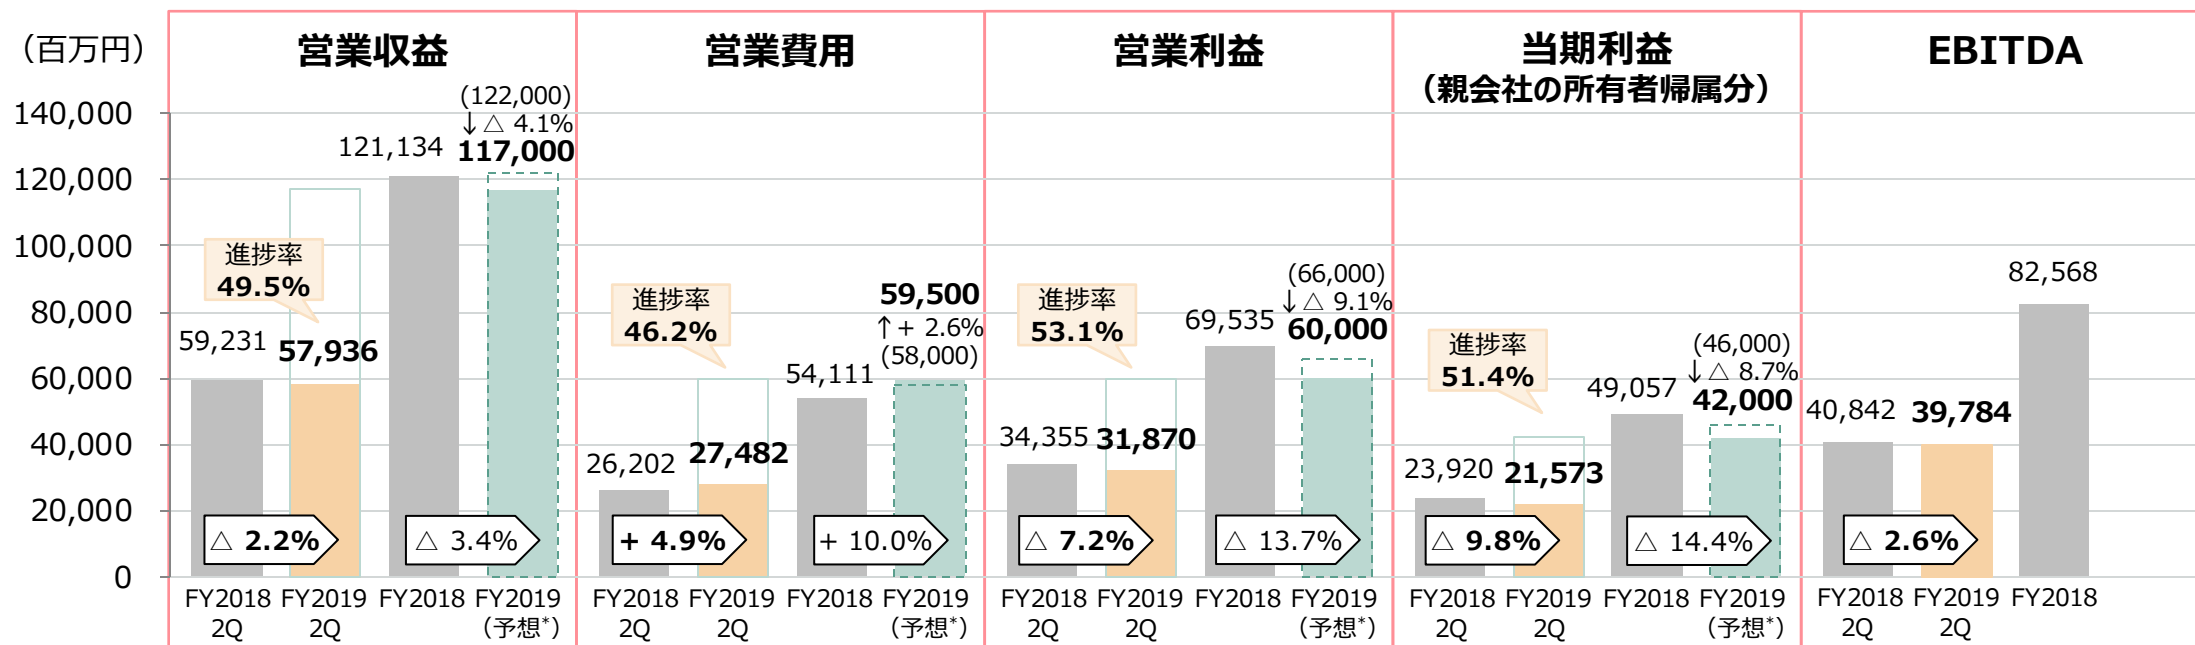 （百万円）
140,000
120,000
100,000
80,000
60,000
40,000
20,000
0
営業収益
(122,000)
↓△ 4.1%
117,000
121,134
進捗率
49.5%
59,231
57,936
△ 2.2%
△ 3.4%
FY2018 FY2019 FY2018 FY2019
2Q 2Q （予想*）
営業費用
進捗率
46.2%
59,500
↑+ 2.6%
(58,000)
54,111
26,202
27,482
+ 4.9%
+ 10.0%
FY2018 FY2019 FY2018 FY2019
2Q 2Q （予想*）
営業利益
進捗率
53.1%
(66,000)
↓△ 9.1%
60,000
69,535
34,355
31,870
△ 7.2%
△ 13.7%
FY2018 FY2019 FY2018 FY2019
2Q 2Q （予想*）
当期利益
（親会社の所有者帰属分）
進捗率
51.4%
(46,000)
↓△ 8.7%
42,000
49,057
23,920
21,573
△ 9.8%
△ 14.4%
FY2018 FY2019 FY2018 FY2019
2Q 2Q （予想*）
EBITDA
82,568
40,842
39,784
△ 2.6%
FY2018 FY2019 FY2018
2Q 2Q